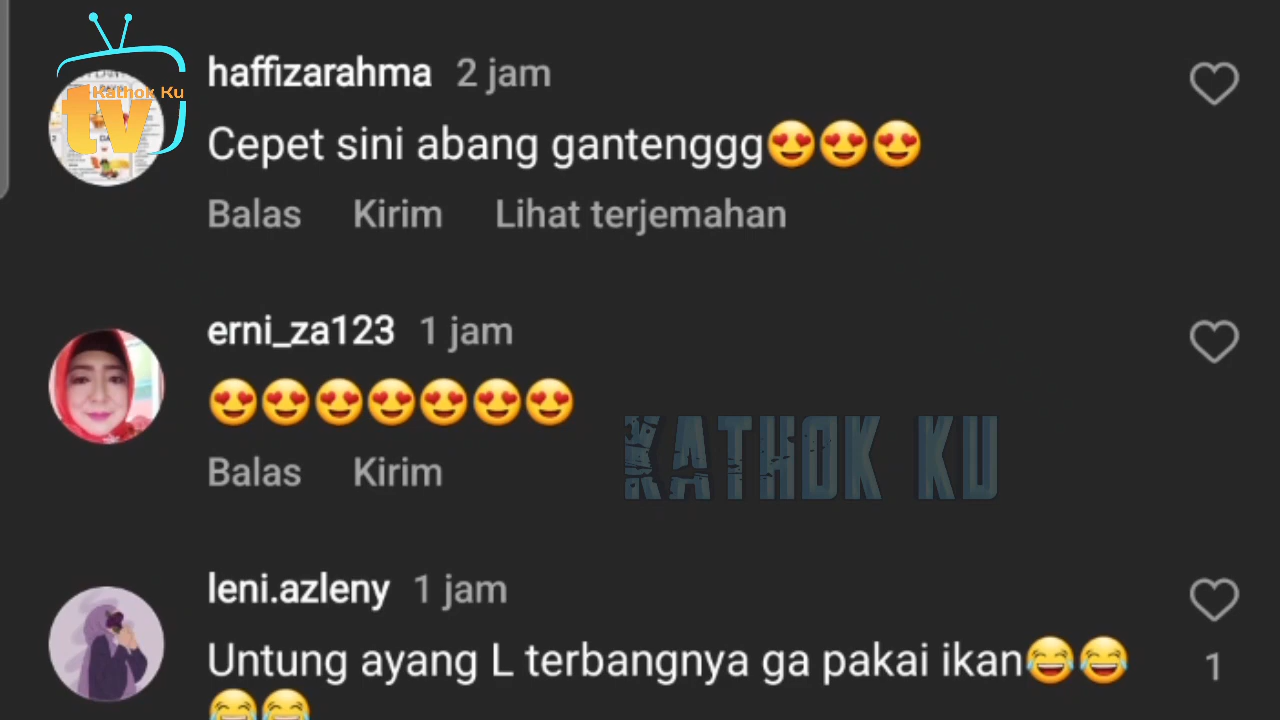 haffizarahma 2 jam
Kathok Ku
tv
Cepet sini abang gantenggg😍😍😍
Balas Kirim Lihat terjemahan
erni_za123 1 jam
😍😍😍😍😍😍😍
Balas Kirim
KATHOK KU
leni.azleny 1 jam
Untung ayang L terbangnya ga pakai ikan😂😂
1
😂😂